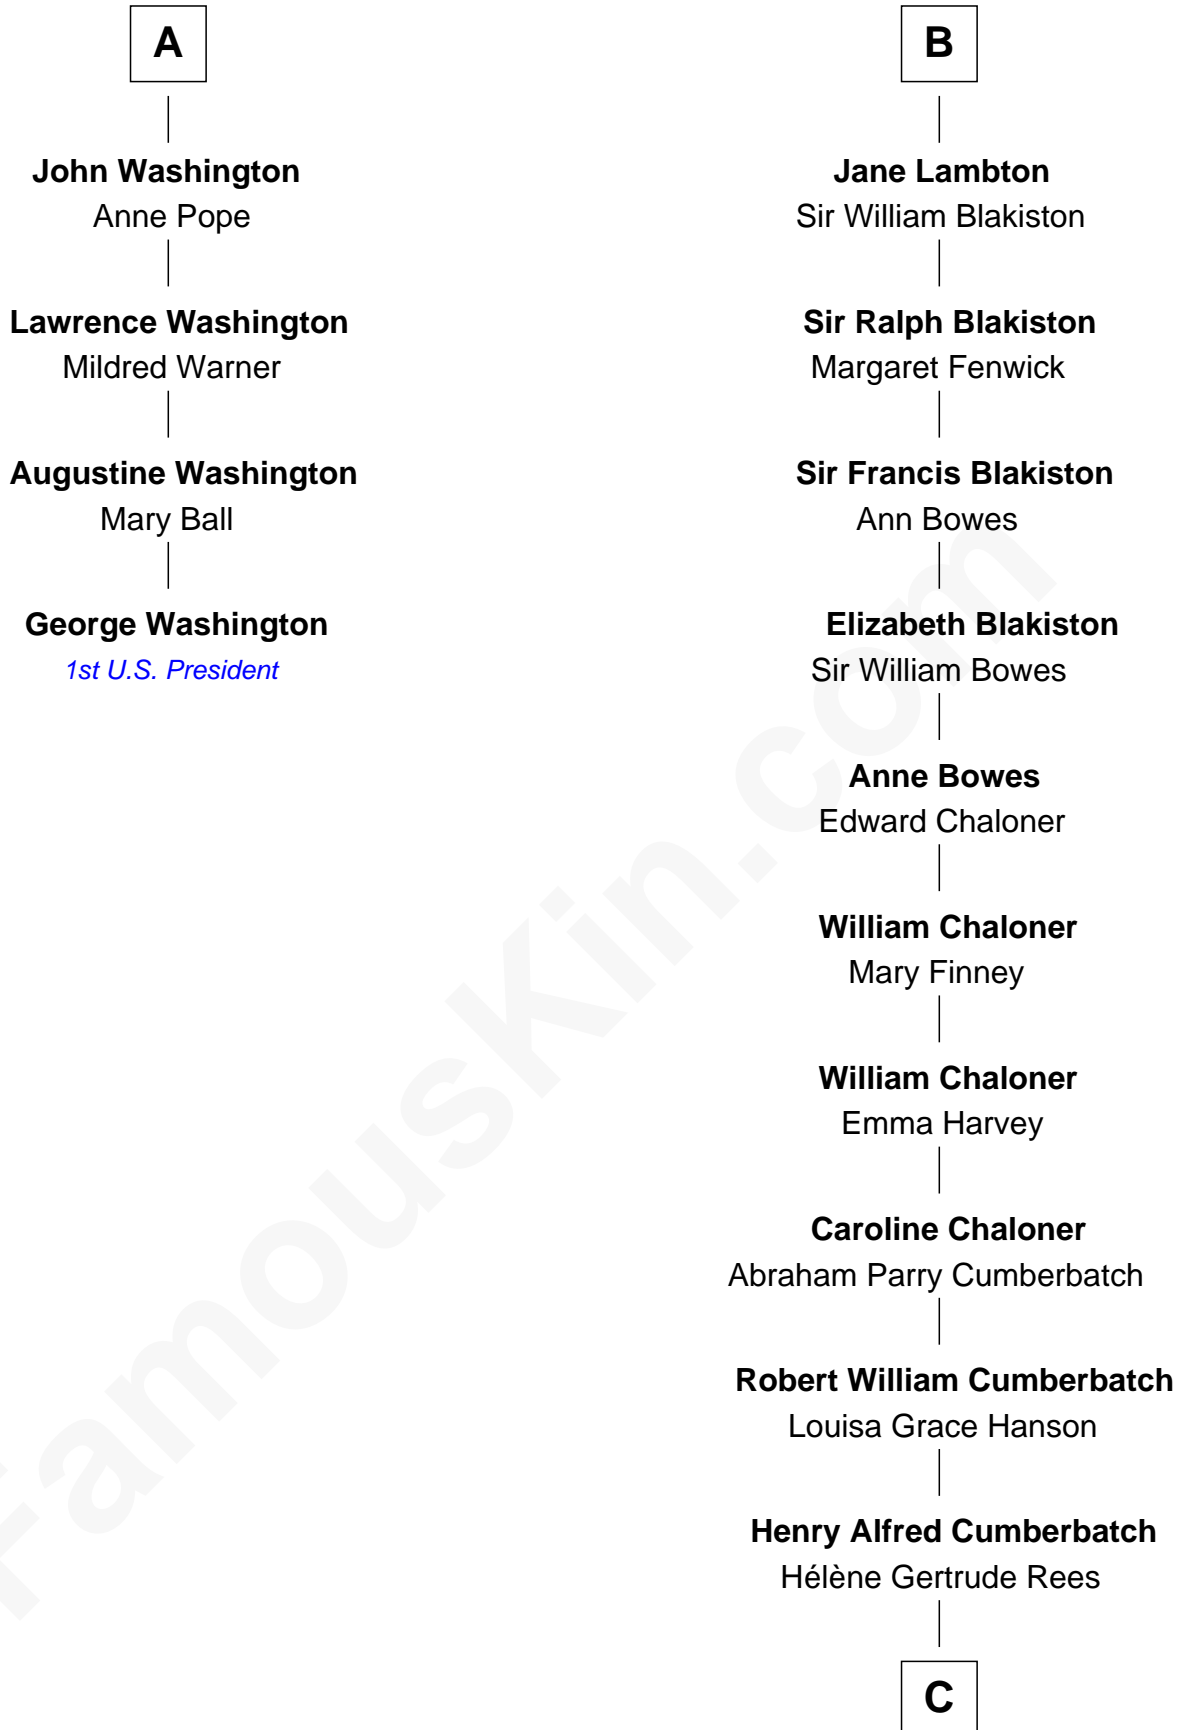 A
John Washington
Anne Pope
Lawrence Washington
Mildred Warner
Augustine Washington
Mary Ball
George Washington
1st U.S. President
B
Jane Lambton
Sir William Blakiston
Sir Ralph Blakiston
Margaret Fenwick
Sir Francis Blakiston
Ann Bowes
Elizabeth Blakiston
Sir William Bowes
Anne Bowes
Edward Chaloner
William Chaloner
Mary Finney
William Chaloner
Emma Harvey
Caroline Chaloner
Abraham Parry Cumberbatch
Robert William Cumberbatch
Louisa Grace Hanson
Henry Alfred Cumberbatch
Hélène Gertrude Rees
C
FamousKin.com